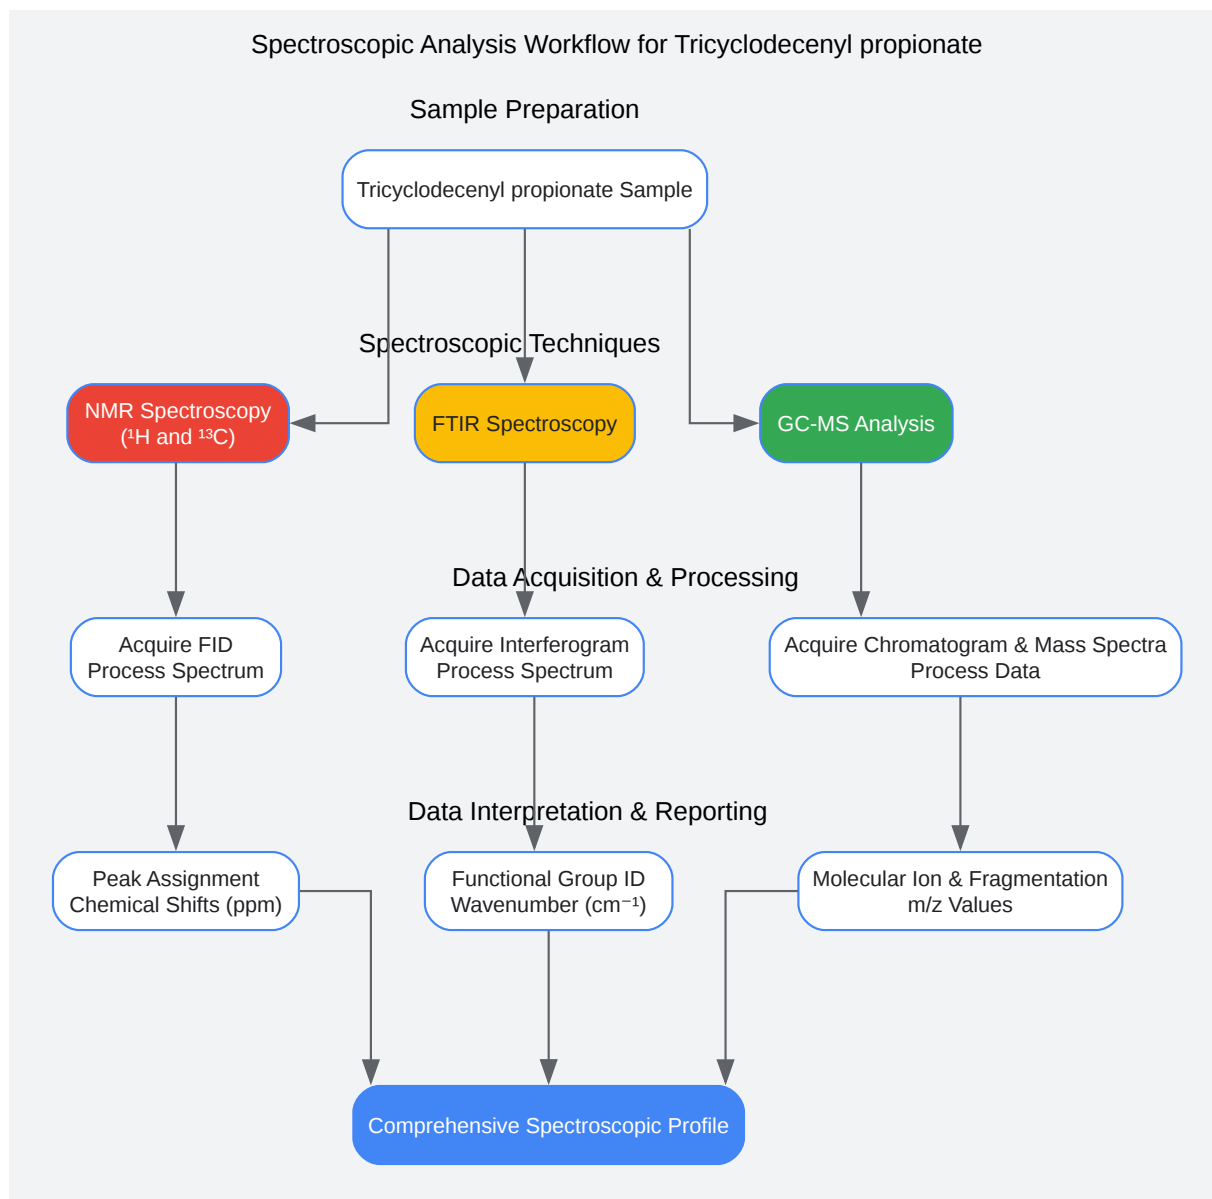 Spectroscopic Analysis Workflow for Tricyclodecenyl propionate
Sample Preparation
Tricyclodecenyl propionate Sample
Spectroscopic Techniques
NMR Spectroscopy
(¹H and ¹³C)
FTIR Spectroscopy
GC-MS Analysis
Data Acquisition & Processing
Acquire FID
Process Spectrum
Acquire Interferogram
Process Spectrum
Acquire Chromatogram & Mass Spectra
Process Data
Data Interpretation & Reporting
Peak Assignment
Chemical Shifts (ppm)
Functional Group ID
Wavenumber (cm⁻¹)
Molecular Ion & Fragmentation
m/z Values
Comprehensive Spectroscopic Profile